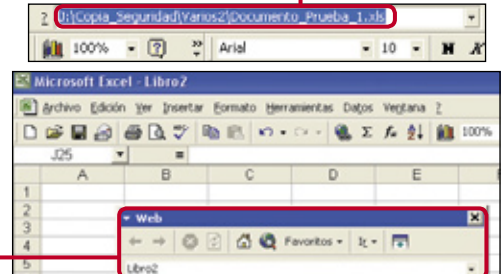 ? D:\Copia_Seguridad\Varios2\Documento_Prueba_1.xls
100% ? Arial 10 N K
Microsoft Excel - Libro2
Archivo Edición Ver Insertar Formato Herramientas Datos Ventana ?
Σ fx 100%
J25 =
A B C D E
1
2
3
4
5
Web
Favoritos Ir
Libro2